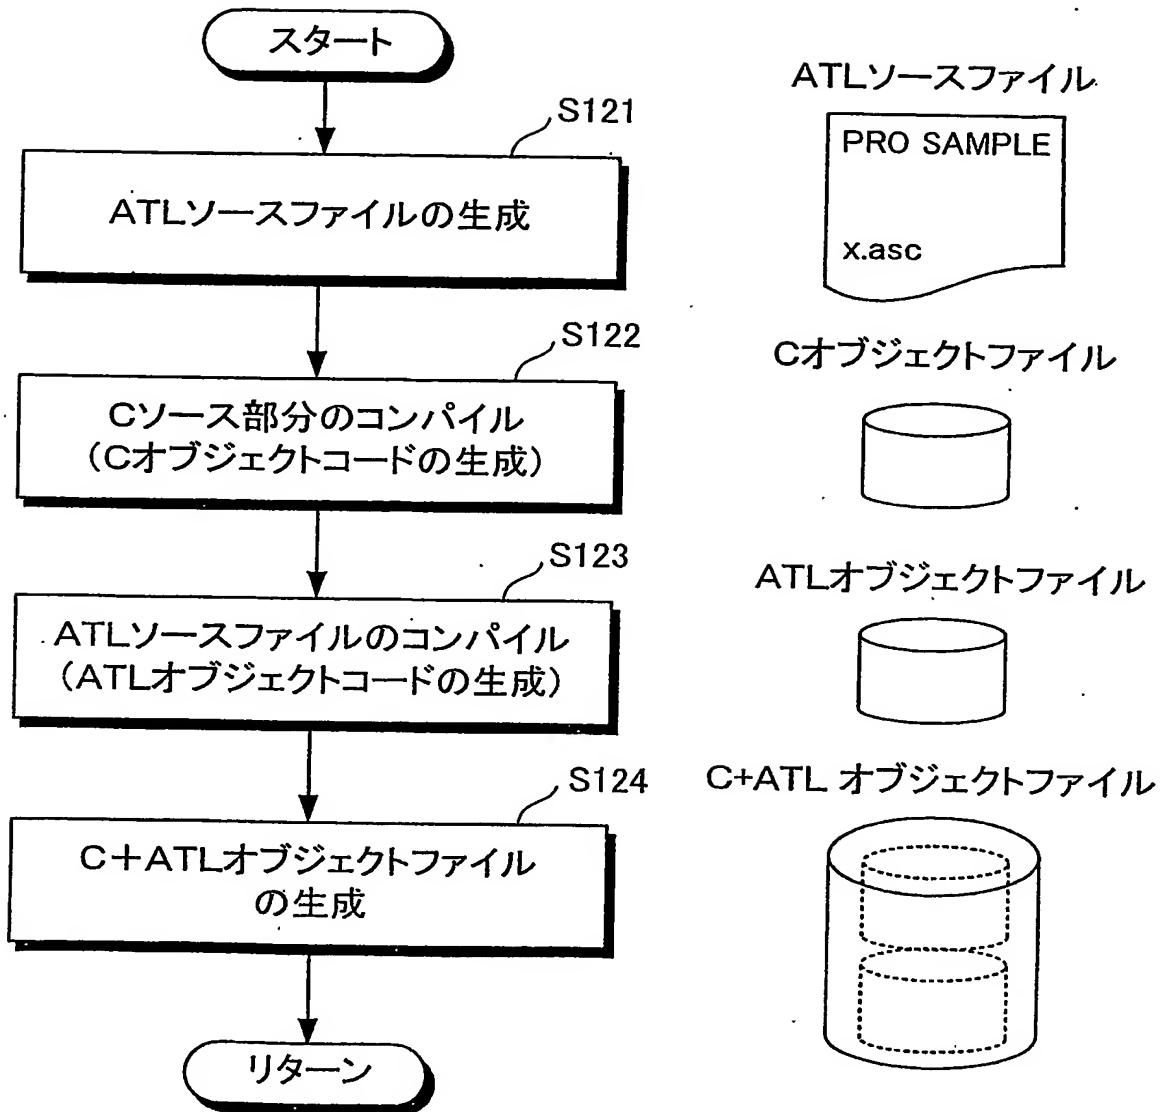 スタート
S121
ATLソースファイルの生成
S122
Cソース部分のコンパイル
(Cオブジェクトコードの生成)
S123
ATLソースファイルのコンパイル
(ATLオブジェクトコードの生成)
S124
C+ATLオブジェクトファイル
の生成
リターン
ATLソースファイル
PRO SAMPLE
x.asc
Cオブジェクトファイル
ATLオブジェクトファイル
C+ATL オブジェクトファイル